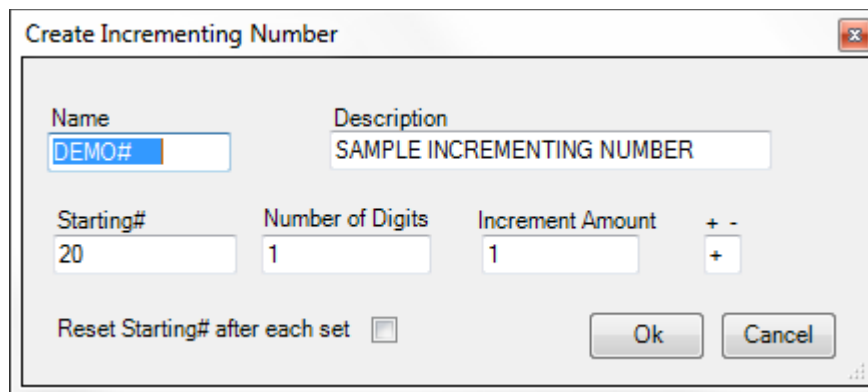 Create Incrementing Number
x
Name Description
DEMO# SAMPLE INCREMENTING NUMBER
Starting# Number of Digits Increment Amount + -
20 1 1 +
Reset Starting# after each set Ok Cancel